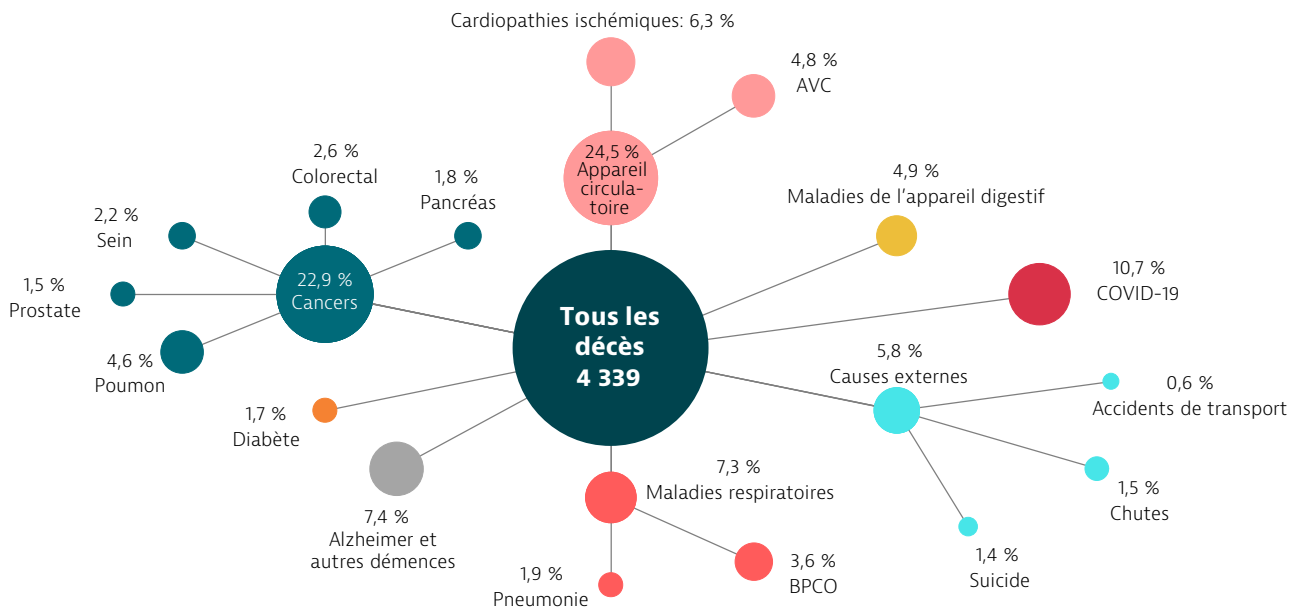 Cardiopathies ischémiques: 6,3 %
4,8 %
AVC
24,5 %
Appareil
circula-
toire
2,6 %
Colorectal
1,8 %
Pancréas
2,2 %
Sein
22,9 %
Cancers
1,5 %
Prostate
4,6 %
Poumon
4,9 %
Maladies de l’appareil digestif
10,7 %
COVID-19
Tous les
décès
4 339
5,8 %
Causes externes
0,6 %
Accidents de transport
1,5 %
Chutes
1,4 %
Suicide
1,7 %
Diabète
7,4 %
Alzheimer et
autres démences
7,3 %
Maladies respiratoires
1,9 %
Pneumonie
3,6 %
BPCO